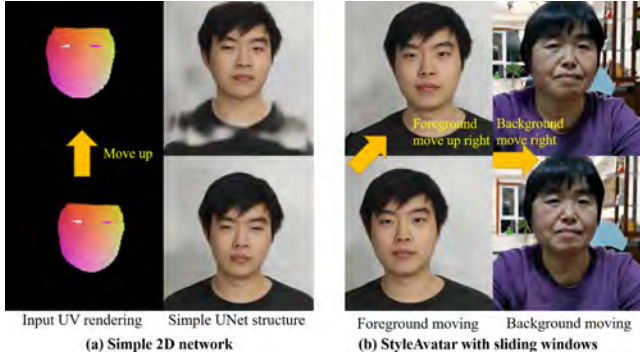 Move up
Foreground
move up right
Background
move right
Input UV rendering
Simple UNet structure
Foreground moving
Background moving
(a) Simple 2D network
(b) StyleAvatar with sliding windows